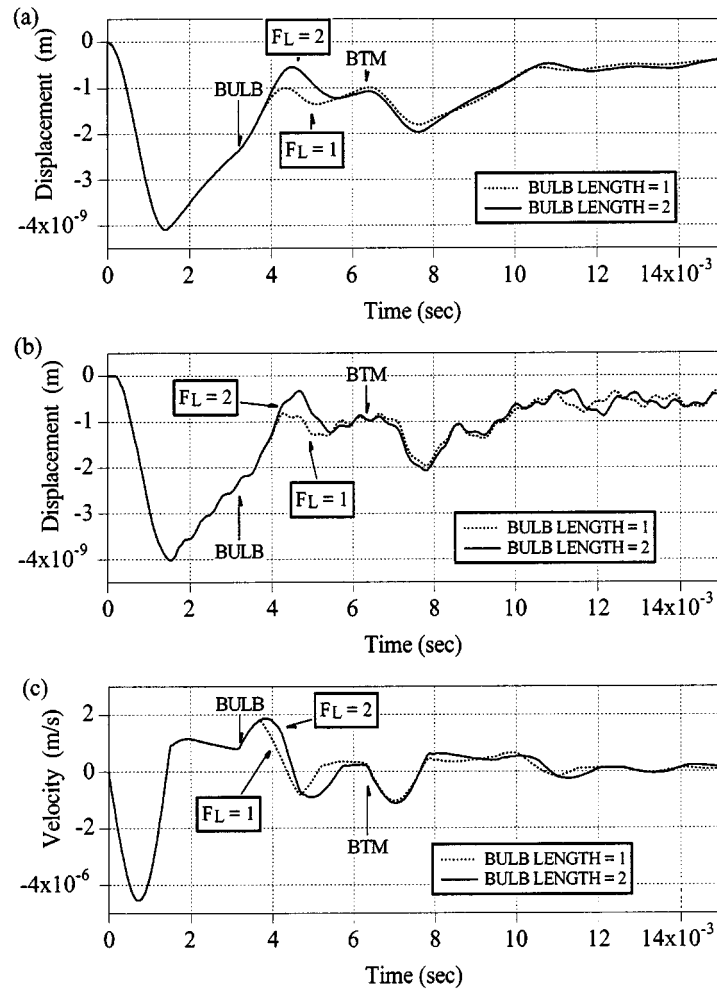 (a)
0
-1
-2
-3
-4x10-9
Displacement (m)
FL = 2
BTM
BULB
FL = 1
BULB LENGTH = 1
BULB LENGTH = 2
0 2 4 6 8 10 12 14x10-3
Time (sec)
(b)
0
-1
-2
-3
-4x10-9
Displacement (m)
BTM
FL = 2
FL = 1
BULB
BULB LENGTH = 1
BULB LENGTH = 2
0 2 4 6 8 10 12 14x10-3
Time (sec)
(c)
2
0
-2
-4x10-6
Velocity (m/s)
BULB
FL = 2
FL = 1
BTM
BULB LENGTH = 1
BULB LENGTH = 2
0 2 4 6 8 10 12 14x10-3
Time (sec)